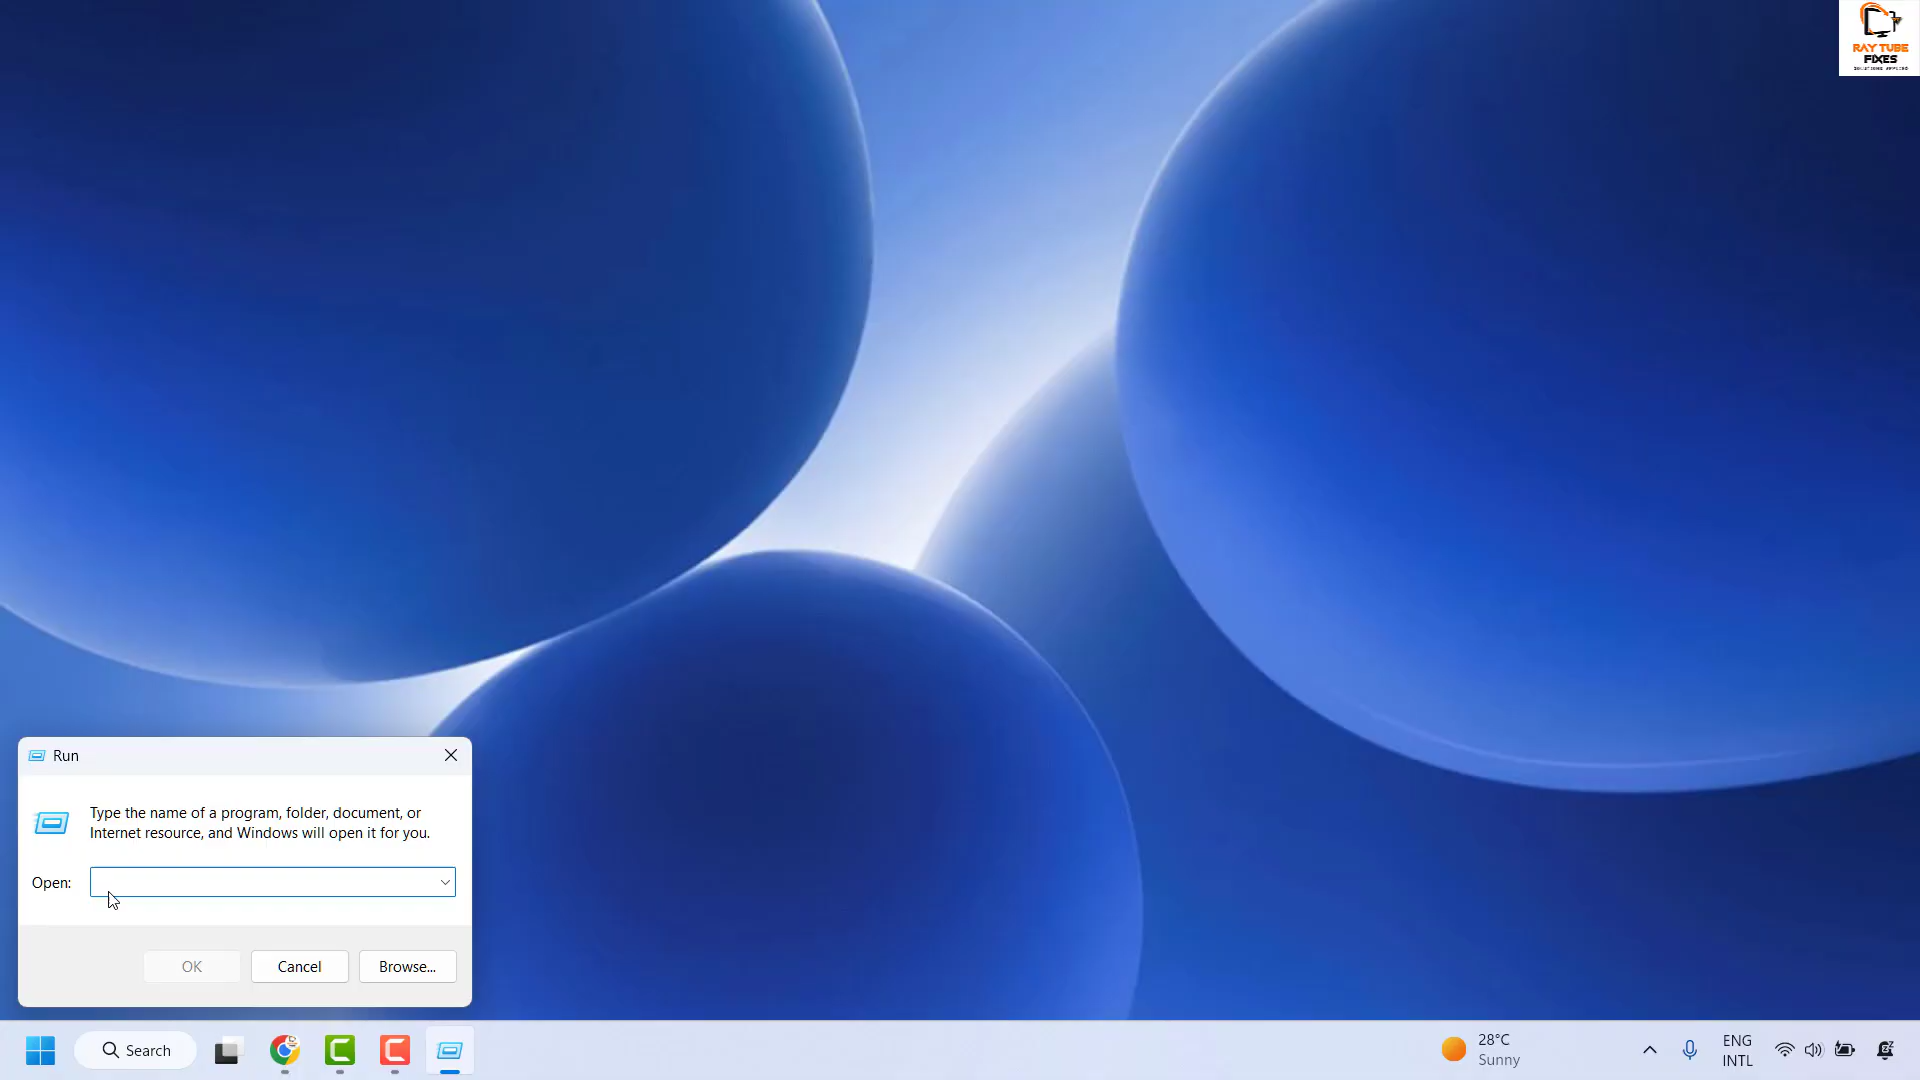 RAY TUBE
FIXES
Run
Type the name of a program, folder, document, or
Internet resource, and Windows will open it for you.
Open:
OK
Cancel
Browse...
Search
28°C
Sunny
ENG
INTL